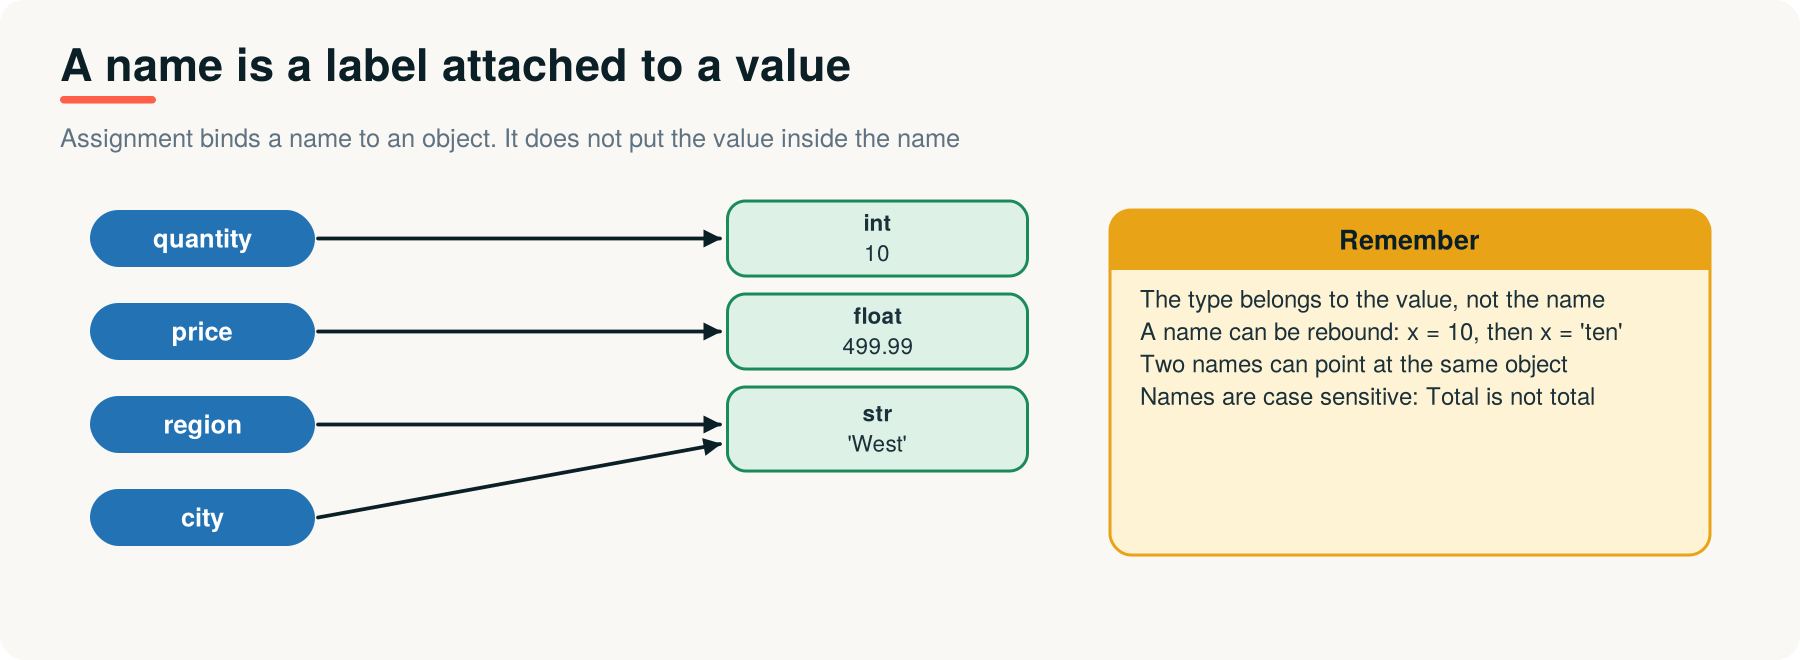 A name is a label attached to a value
Assignment binds a name to an object. It does not put the value inside the name
quantity
int
10
price
float
499.99
region
str
'West'
city
Remember
The type belongs to the value, not the name
A name can be rebound: x = 10, then x = 'ten'
Two names can point at the same object
Names are case sensitive: Total is not total